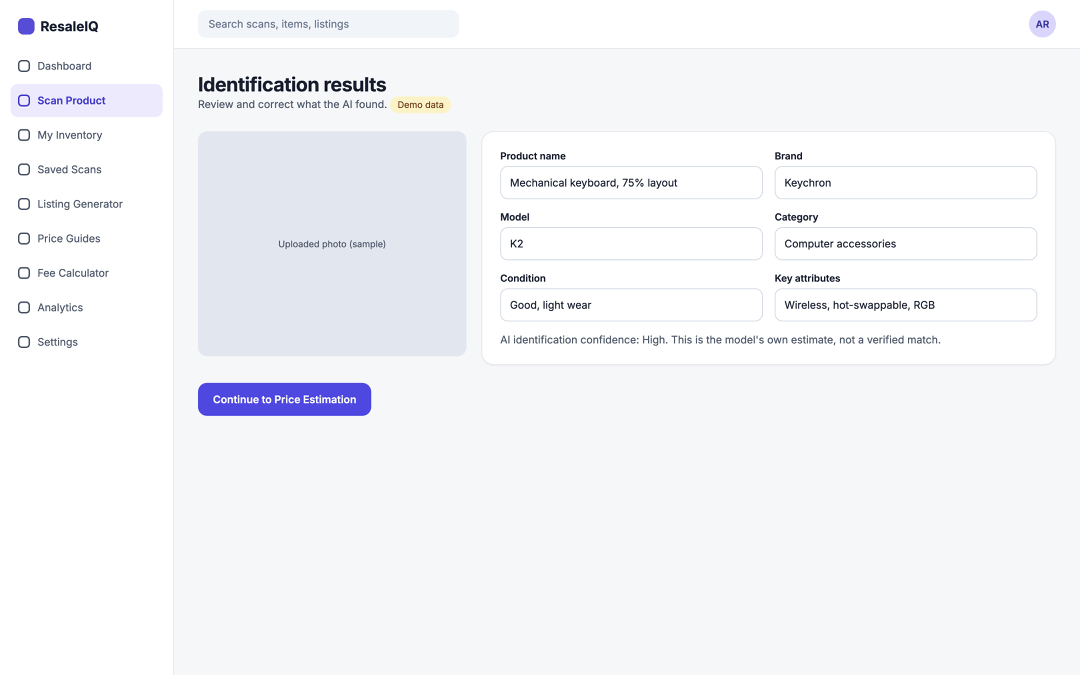 ResaleIQ
Search scans, items, listings
AR
Dashboard
Scan Product
My Inventory
Saved Scans
Listing Generator
Price Guides
Fee Calculator
Analytics
Settings
Identification results
Review and correct what the AI found. Demo data
Uploaded photo (sample)
Product name
Mechanical keyboard, 75% layout
Brand
Keychron
Model
K2
Category
Computer accessories
Condition
Good, light wear
Key attributes
Wireless, hot-swappable, RGB
AI identification confidence: High. This is the model's own estimate, not a verified match.
Continue to Price Estimation